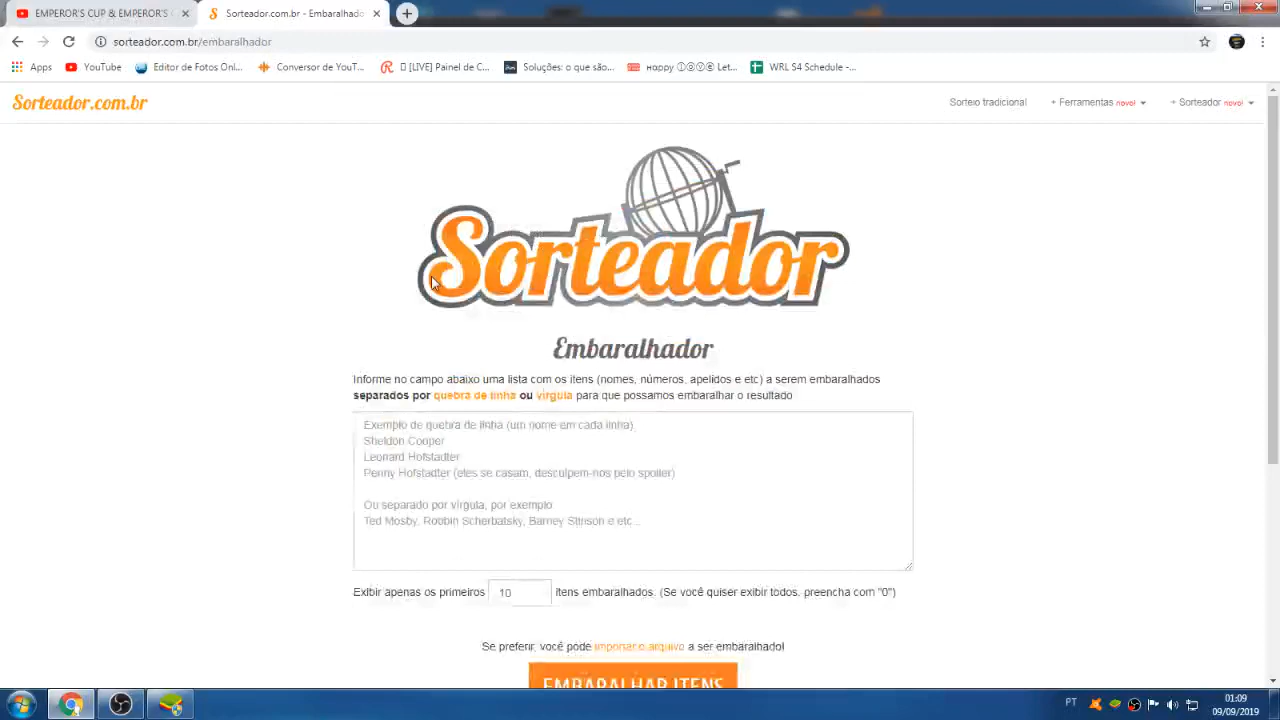 EMPEROR'S CUP & EMPEROR'S
Sorteador.com.br - Embaralhado
sorteador.com.br/embaralhador
Apps
YouTube
Editor de Fotos Onl...
Conversor de YouT...
[LIVE] Painel de C...
Soluções: o que são...
нαppy ⓘⓢⓨⓔ Let...
WRL S4 Schedule -...
Sorteador.com.br
Sorteio tradicional
+ Ferramentas novo!
+ Sorteador novo!
Sorteador
Embaralhador
Informe no campo abaixo uma lista com os itens (nomes, números, apelidos e etc) a serem embaralhados
separados por quebra de linha ou vírgula para que possamos embaralhar o resultado
Exemplo de quebra de linha (um nome em cada linha)
Sheldon Cooper
Leonard Hofstadter
Penny Hofstadter (eles se casam, desculpem-nos pelo spoiler)
Ou separado por vírgula, por exemplo
Ted Mosby, Robbin Scherbatsky, Barney Stinson e etc...
Exibir apenas os primeiros 10 itens embaralhados. (Se você quiser exibir todos, preencha com "0")
Se preferir, você pode importar o arquivo a ser embaralhado!
EMBARALHAR ITENS
PT
01:09
09/09/2019